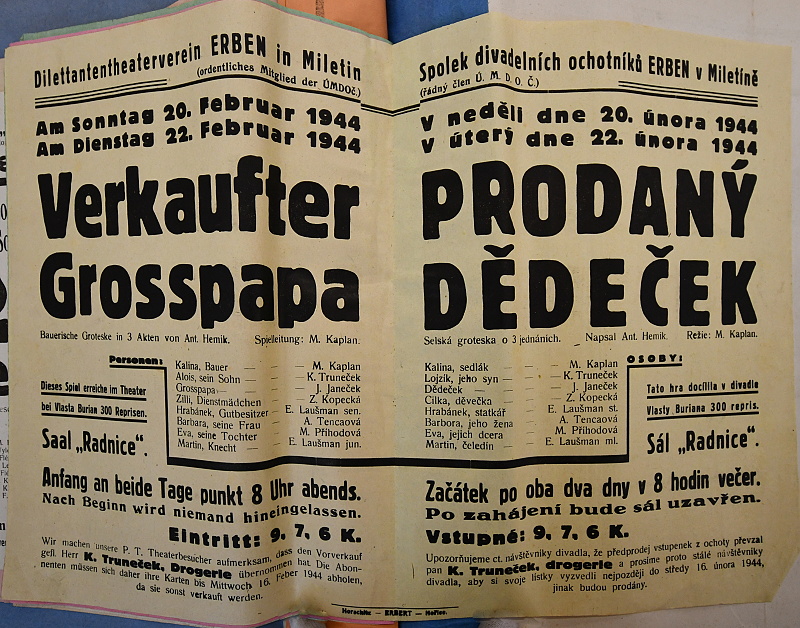 Dilettantentheaterverein ERBEN in Miletin
(ordentliches Mitglied der ÚMDOč.)
Am Sonntag 20. Februar 1944
Am Dienstag 22. Februar 1944
Verkaufter
Grosspapa
Bauerische Groteske in 3 Akten von Ant. Hemik. Spielleitung: M. Kaplan.
Personen:
Kalina, Bauer — — M. Kaplan
Alois, sein Sohn — — K. Truneček
Grosspapa — — J. Janeček
Zilli, Dienstmädchen — Z. Kopecká
Hrabánek, Gutbesitzer — E. Laušman sen.
Barbara, seine Frau — A. Tencaová
Eva, seine Tochter — M. Příhodová
Martin, Knecht — — E. Laušman jun.
Dieses Spiel erreiche im Theater
bei Vlasta Burian 300 Reprisen.
Saal „Radnice".
Anfang an beide Tage punkt 8 Uhr abends.
Nach Beginn wird niemand hineingelassen.
Eintritt: 9, 7, 6 K.
Wir machen unsere P. T. Theaterbesucher aufmerksam, dass den Vorverkauf
gefl. Herr K. Truneček, Drogerie übernommen hat. Die Abon-
nenten müssen sich daher ihre Karten bis Mittwoch 16. Feber 1944 abholen,
da sie sonst verkauft werden.
Spolek divadelních ochotníků ERBEN v Miletíně
(řádný člen Ú. M. D. O. Č.)
V neděli dne 20. února 1944
V úterý dne 22. února 1944
PRODANÝ
DĚDEČEK
Selská groteska o 3 jednáních. Napsal Ant. Hemik. Režie: M. Kaplan.
OSOBY:
Kalina, sedlák — — M. Kaplan
Lojzík, jeho syn — — K. Truneček
Dědeček — — J. Janeček
Cilka, děvečka — — Z. Kopecká
Hrabánek, statkář — E. Laušman st.
Barbora, jeho žena — A. Tencaová
Eva, jejich dcera — M. Příhodová
Martin, čeledín — — E. Laušman ml.
Tato hra docílila v divadle
Vlasty Buriana 300 repris.
Sál „Radnice".
Začátek po oba dva dny v 8 hodin večer.
Po zahájení bude sál uzavřen.
Vstupné: 9, 7, 6 K.
Upozorňujeme ct. návštěvníky divadla, že předprodej vstupenek z ochoty převzal
pan K. Truneček, drogerie a prosíme proto stálé návštěvníky
divadla, aby si svoje lístky vyzvedli nejpozději do středy 16. února 1944,
jinak budou prodány.
Horschitz — ERBERT — Hořice.